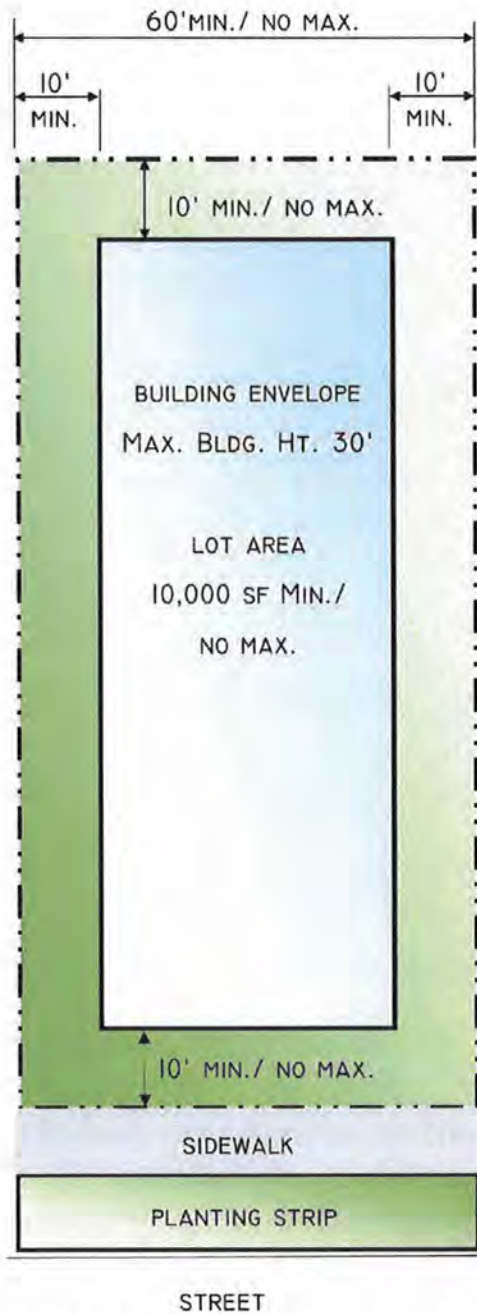 60'MIN./ NO MAX.
10' 10'
MIN. MIN.
10' MIN./ NO MAX.
BUILDING ENVELOPE
MAX. BLDG. HT. 30'
LOT AREA
10,000 SF MIN./
NO MAX.
10' MIN./ NO MAX.
SIDEWALK
PLANTING STRIP
STREET